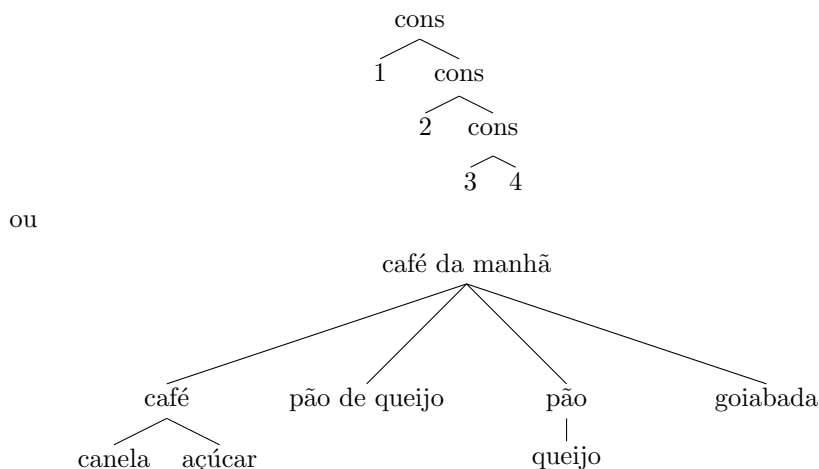 cons
1 cons
2 cons
3 4
ou
café da manhã
café pão de queijo pão goiabada
canela açúcar queijo